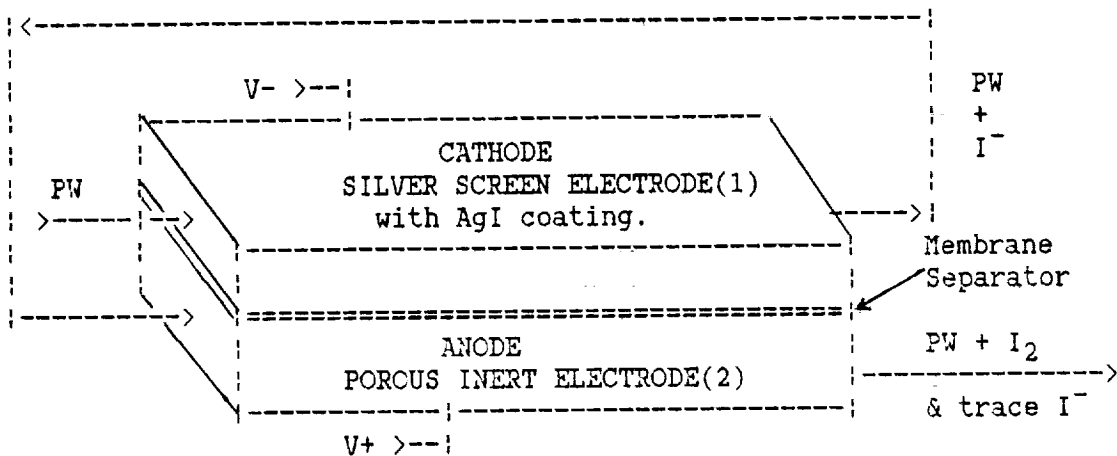 V- >--
PW
+
I⁻
CATHODE
SILVER SCREEN ELECTRODE(1)
with AgI coating.
PW
Membrane
Separator
ANODE
POROUS INERT ELECTRODE(2)
PW + I₂
& trace I⁻
V+ >--